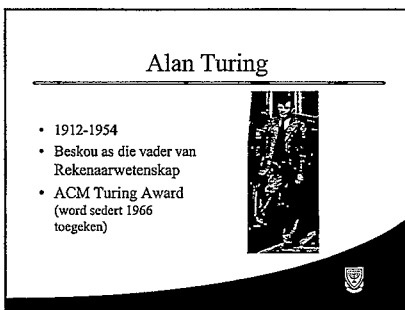 Alan Turing
• 1912-1954
• Beskou as die vader van
Rekenaarwetenskap
• ACM Turing Award
(word sedert 1966
toegeken)